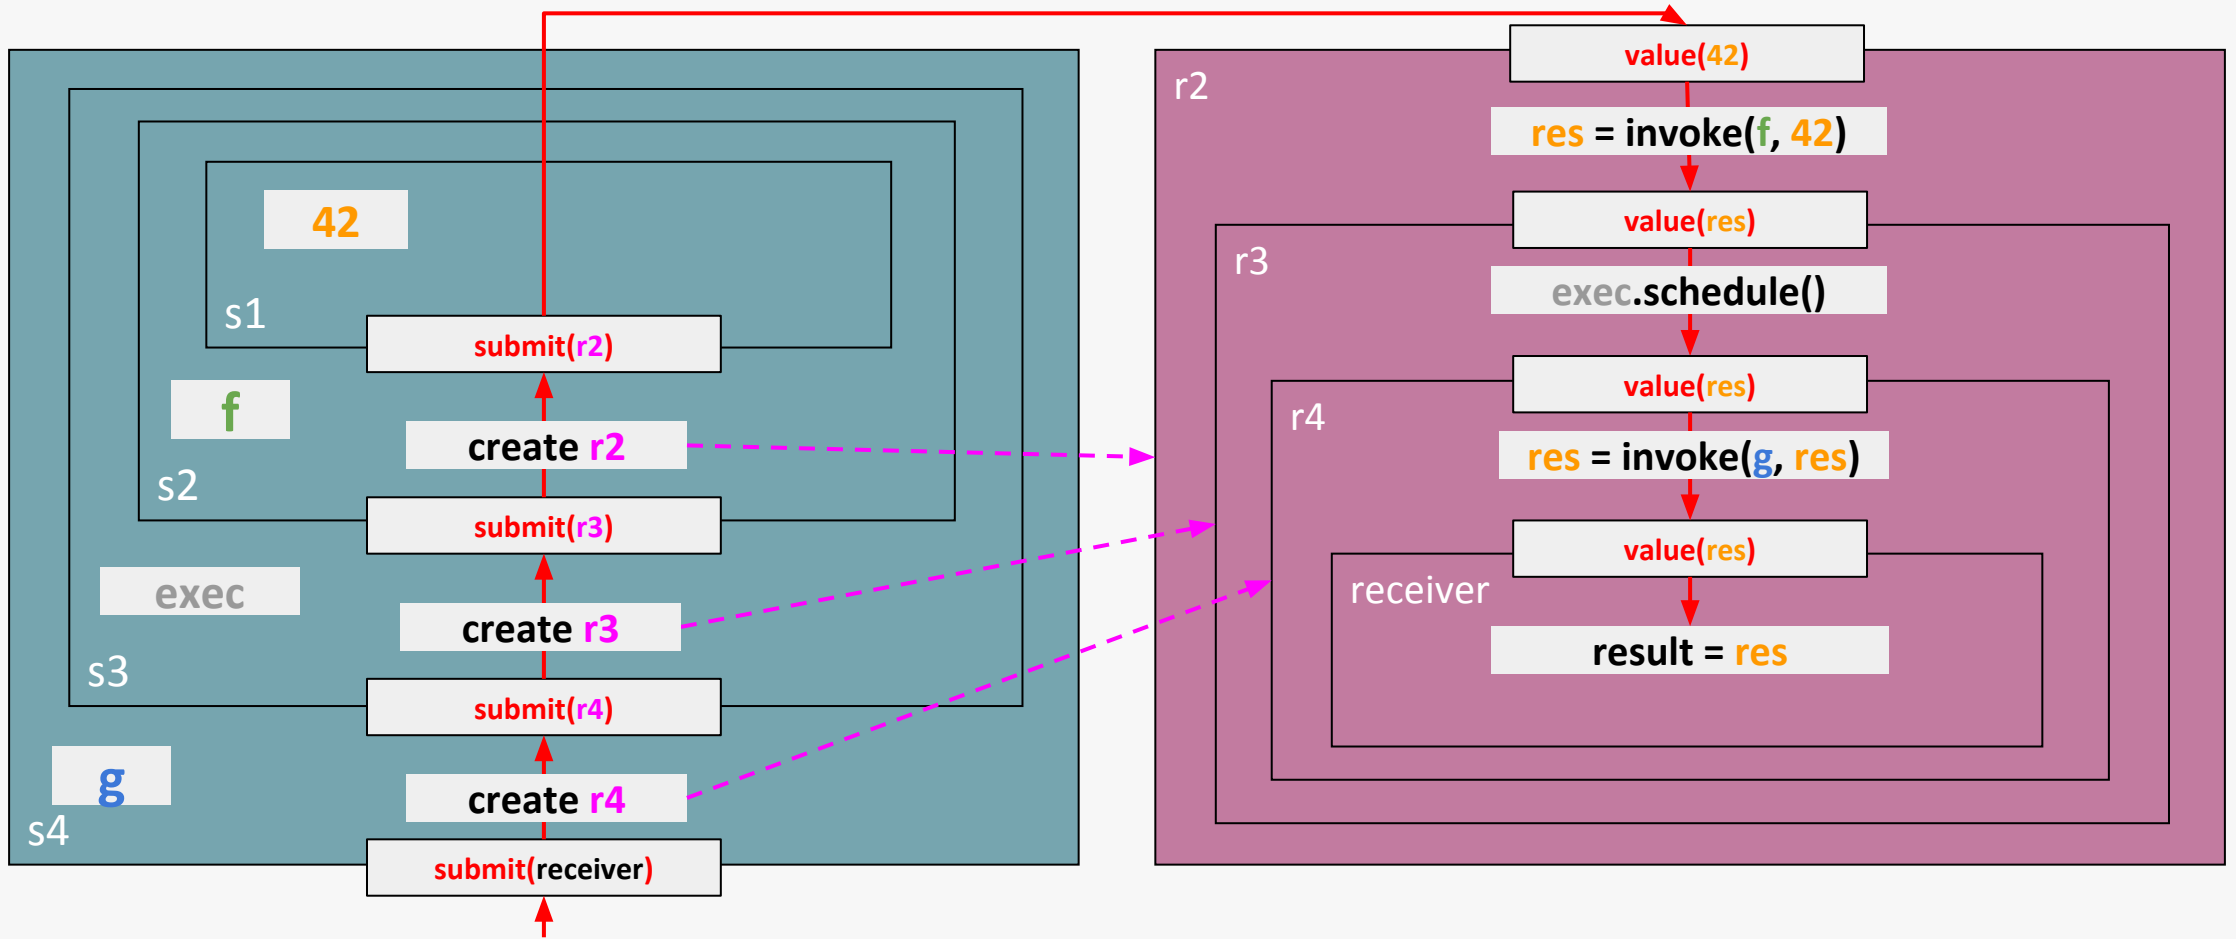 42
s1
submit(r2)
f
create r2
s2
submit(r3)
exec
create r3
s3
submit(r4)
g
create r4
s4
submit(receiver)
value(42)
r2
res = invoke(f, 42)
value(res)
r3
exec.schedule()
value(res)
r4
res = invoke(g, res)
value(res)
receiver
result = res